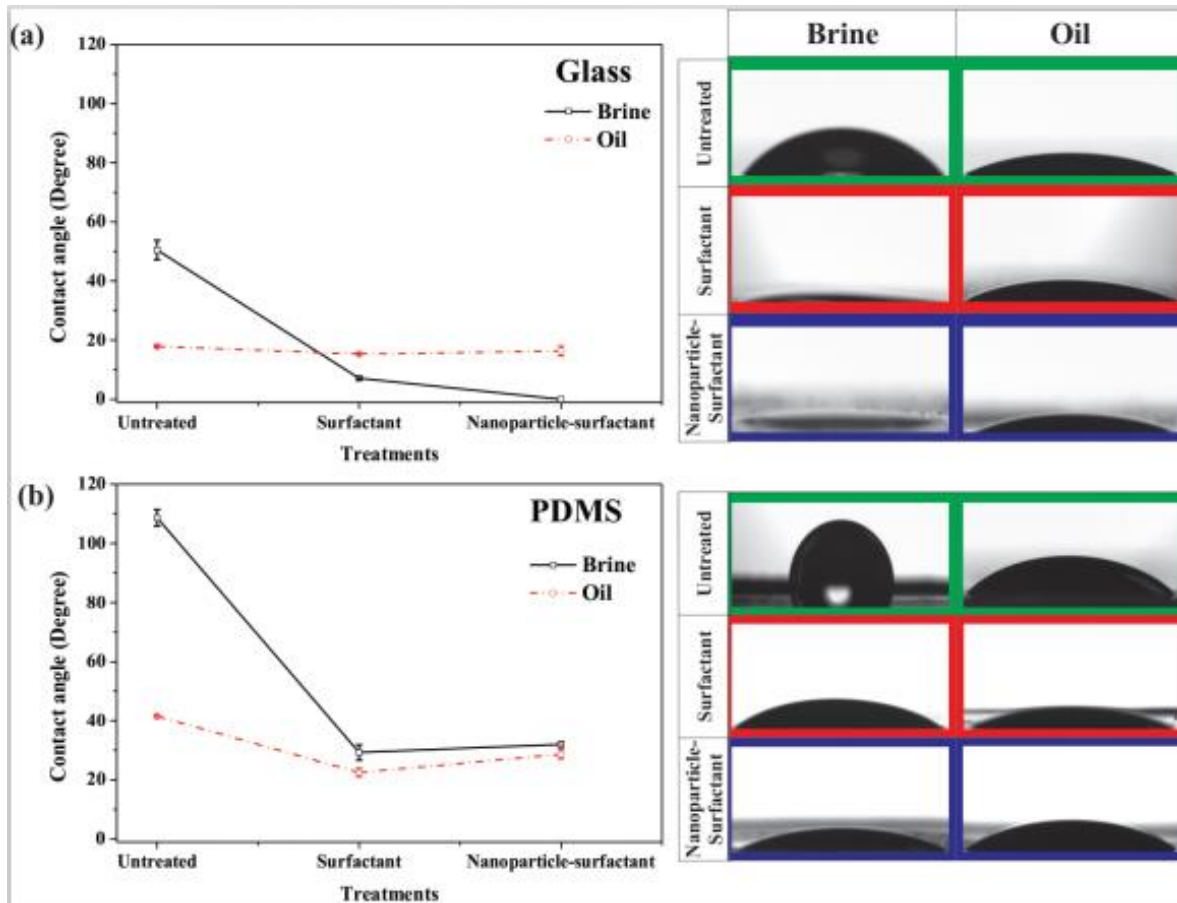 (a)
120
100
80
60
40
20
0
Contact angle (Degree)
Glass
Brine
Oil
Untreated
Surfactant
Nanoparticle-surfactant
Treatments
Brine
Oil
Untreated
Surfactant
Nanoparticle-
Surfactant
(b)
120
100
80
60
40
20
0
Contact angle (Degree)
PDMS
Brine
Oil
Untreated
Surfactant
Nanoparticle-surfactant
Treatments
Untreated
Surfactant
Nanoparticle-
Surfactant